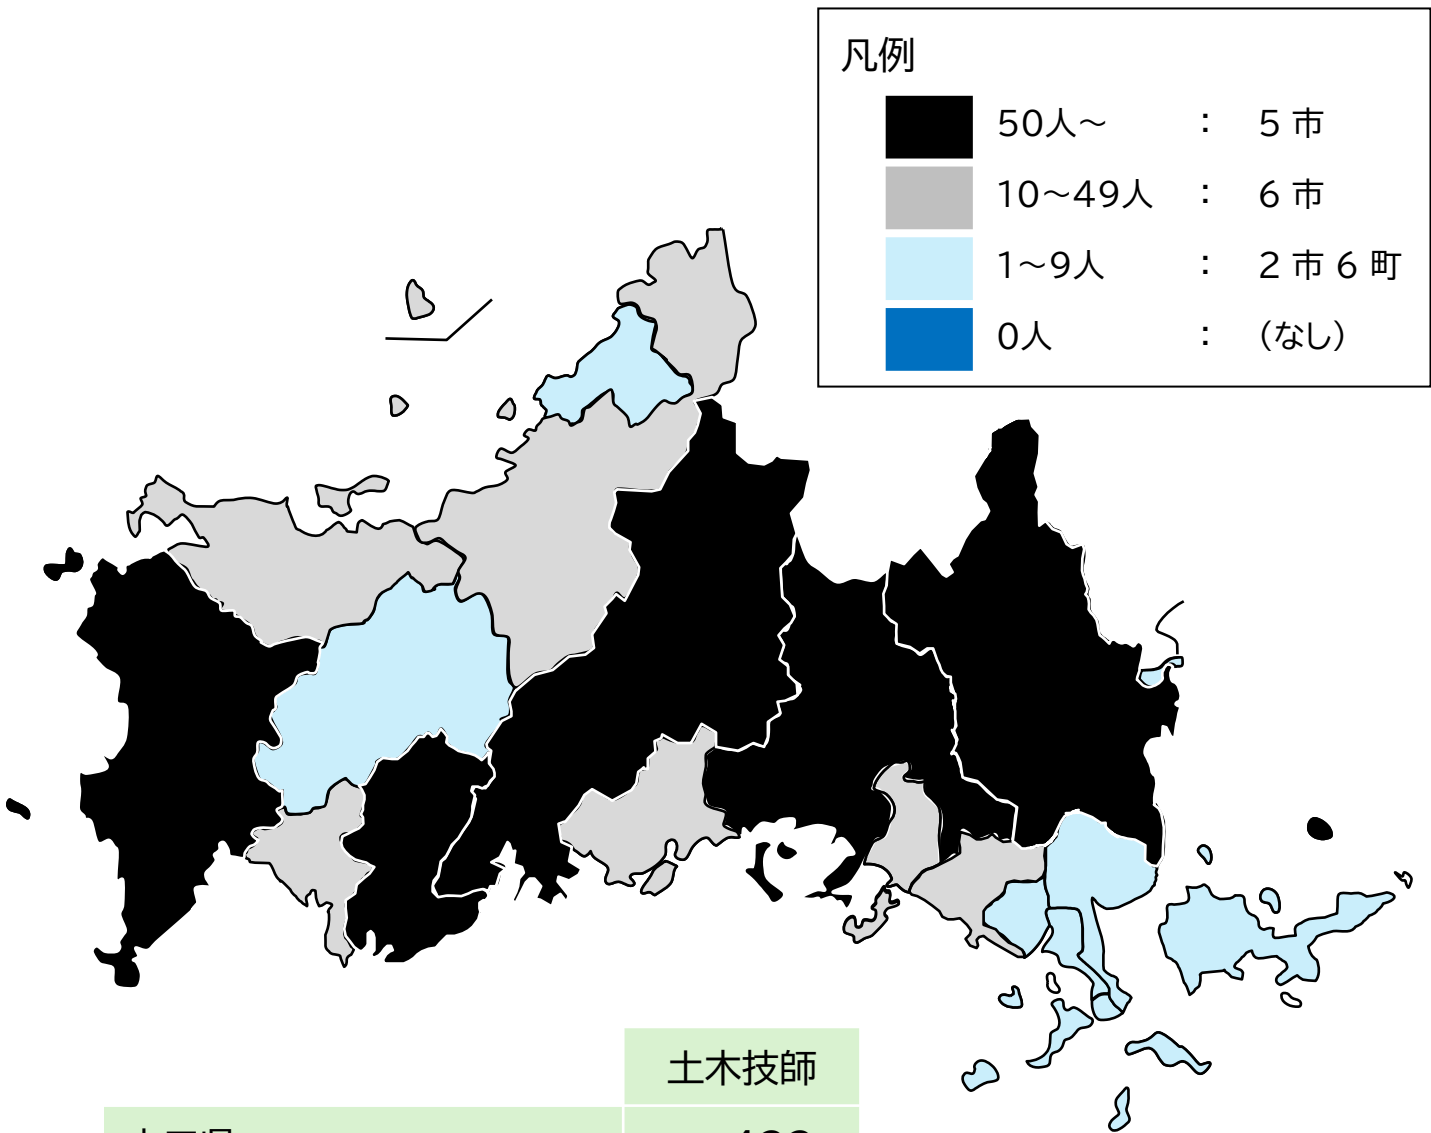 凡例
50人～ : 5 市
10～49人 : 6 市
1～9人 : 2 市 6 町
0人 : (なし)
土木技師